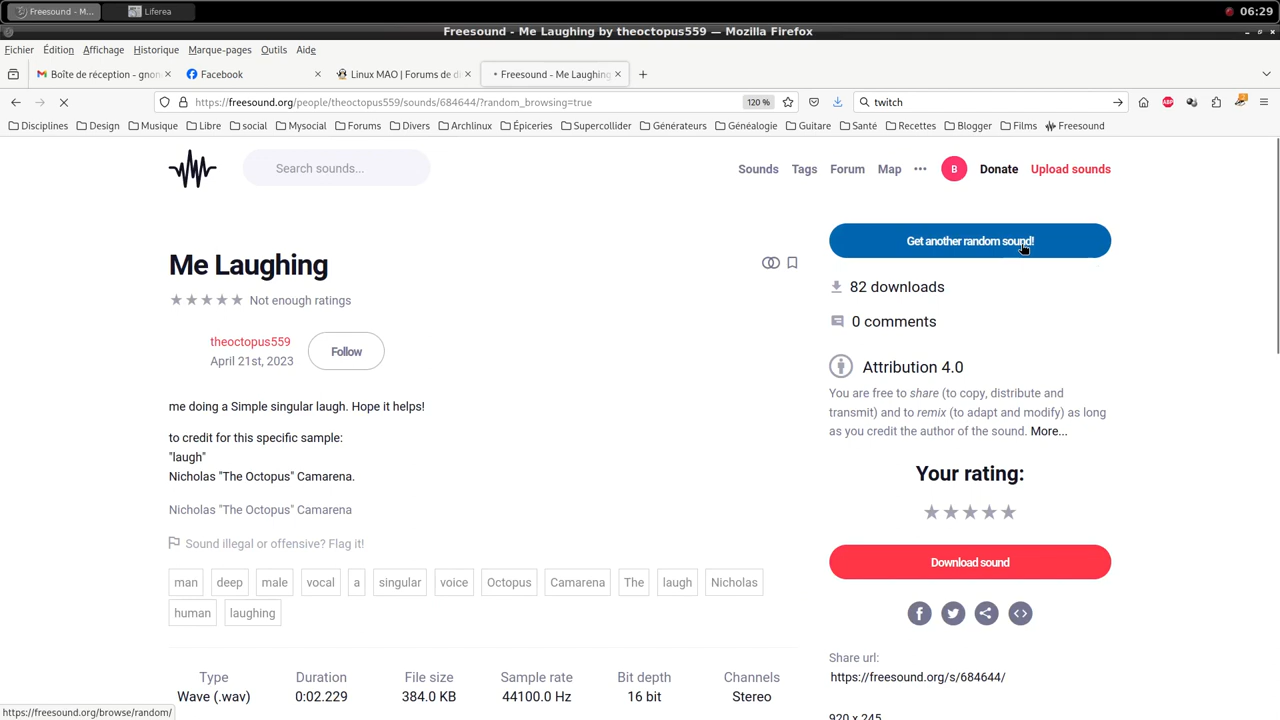 Freesound - M...
Liferea
06:29
Freesound - Me Laughing by theoctopus559 — Mozilla Firefox
Fichier Édition Affichage Historique Marque-pages Outils Aide
Boîte de réception - gnon
Facebook
Linux MAO | Forums de d
Freesound - Me Laughing
https://freesound.org/people/theoctopus559/sounds/684644/?random_browsing=true
120 %
twitch
Disciplines Design Musique Libre social Mysocial Forums Divers Archlinux Épiceries Supercollider Générateurs Généalogie Guitare Santé Recettes Blogger Films Freesound
Search sounds...
Sounds Tags Forum Map B Donate Upload sounds
Get another random sound!
Me Laughing
Not enough ratings
theoctopus559
April 21st, 2023
Follow
me doing a Simple singular laugh. Hope it helps!
to credit for this specific sample:
"laugh"
Nicholas "The Octopus" Camarena.
Nicholas "The Octopus" Camarena
Sound illegal or offensive? Flag it!
man deep male vocal a singular voice Octopus Camarena The laugh Nicholas
human laughing
Type Duration File size Sample rate Bit depth Channels
Wave (.wav) 0:02.229 384.0 KB 44100.0 Hz 16 bit Stereo
82 downloads
0 comments
Attribution 4.0
You are free to share (to copy, distribute and
transmit) and to remix (to adapt and modify) as long
as you credit the author of the sound. More...
Your rating:
Download sound
Share url:
https://freesound.org/s/684644/
920 x 245
https://freesound.org/browse/random/